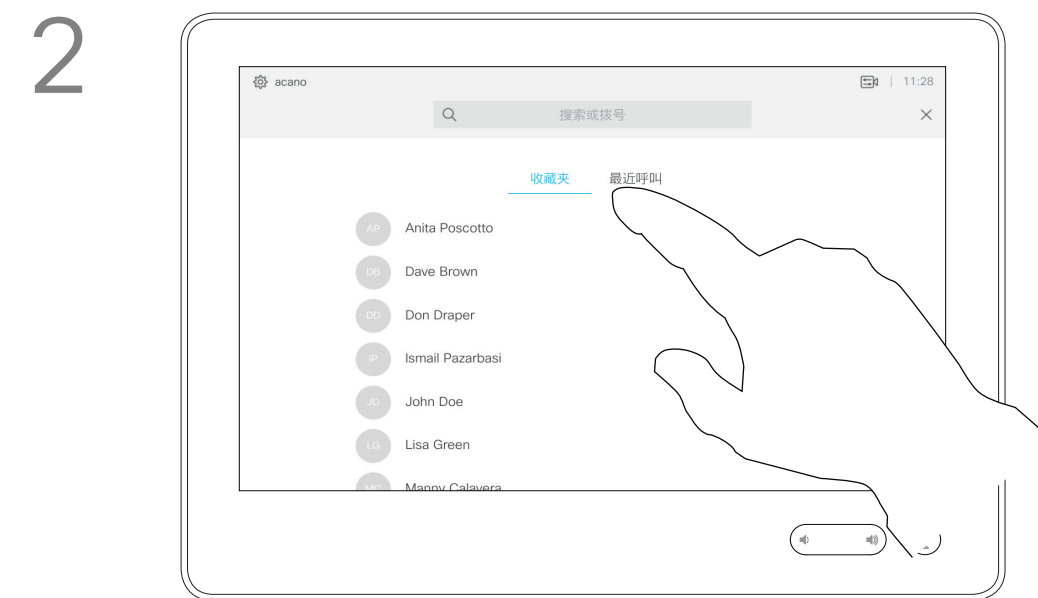 2
acano 11:28
搜索或拨号
收藏夹 最近呼叫
AP Anita Poscotto
DB Dave Brown
DD Don Draper
IP Ismail Pazarbasi
JD John Doe
LG Lisa Green
MC Manny Calavera